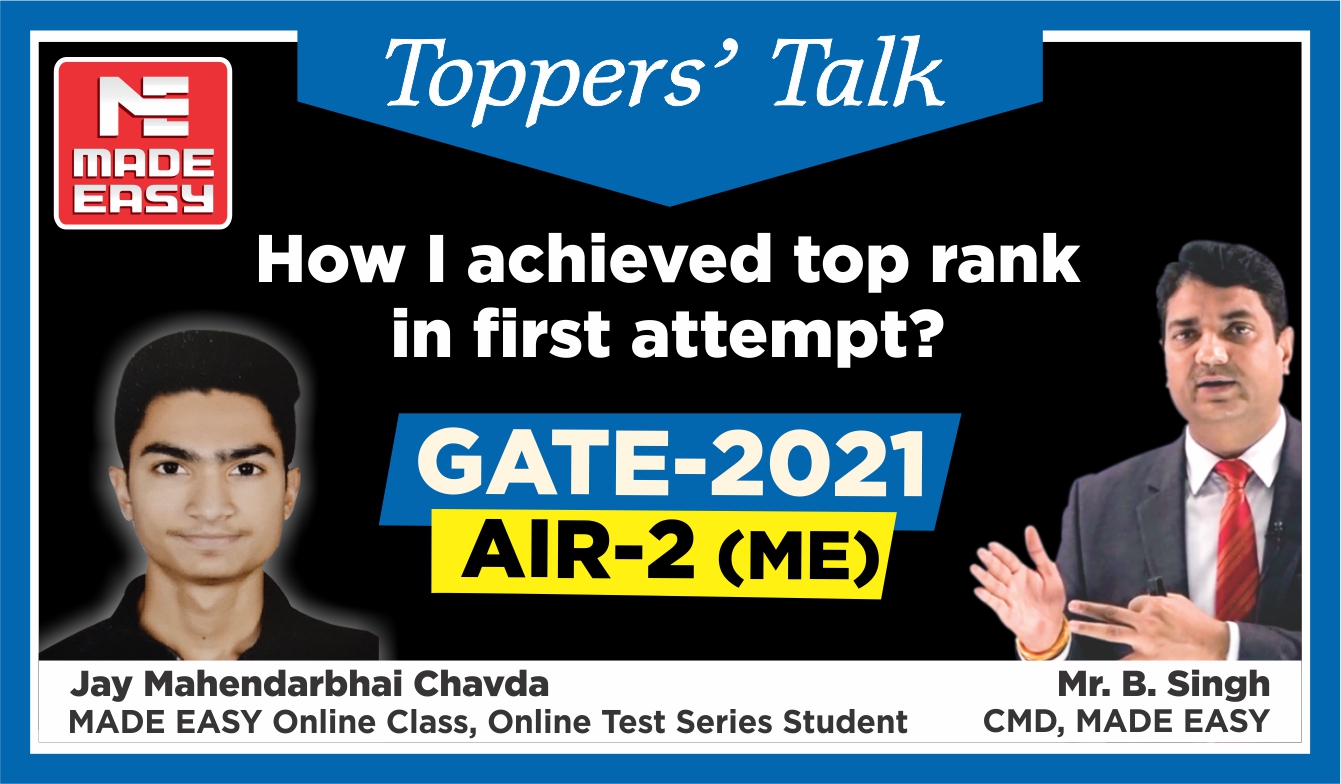 Toppers’ Talk
ME
MADE
EASY
How I achieved top rank
in first attempt?
GATE-2021
AIR-2 (ME)
Jay Mahendarbhai Chavda
MADE EASY Online Class, Online Test Series Student
Mr. B. Singh
CMD, MADE EASY